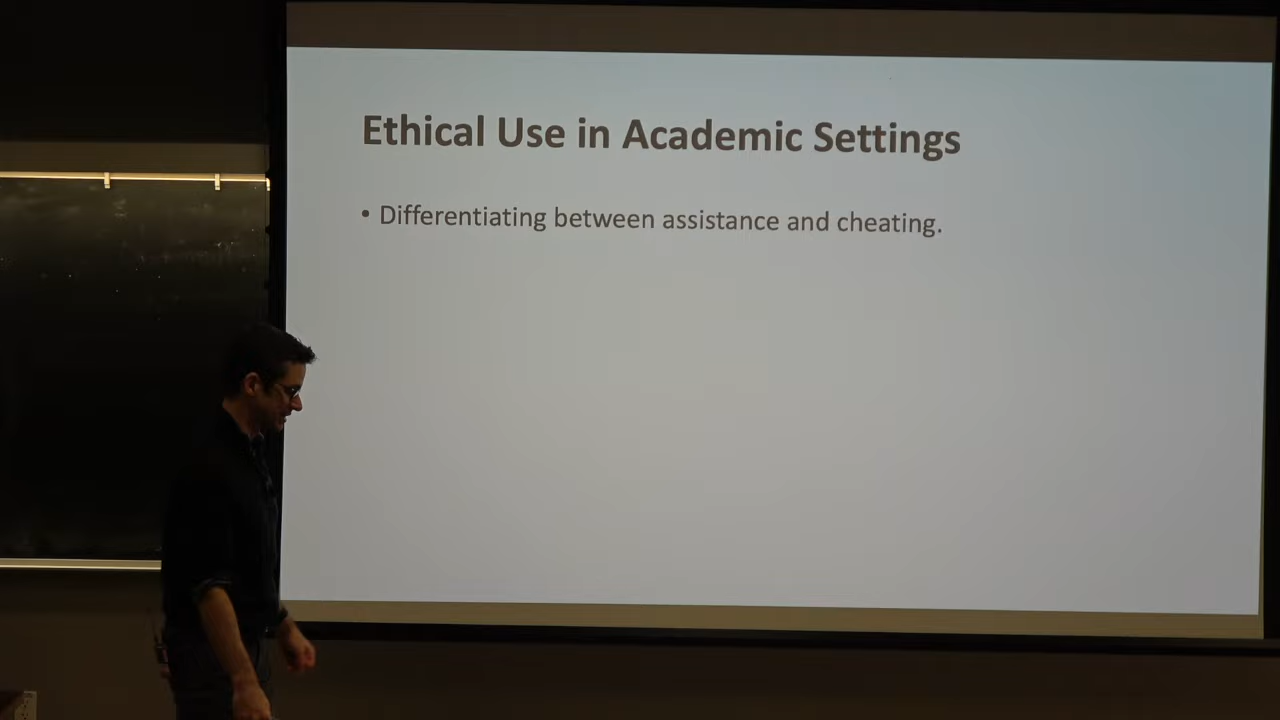 Ethical Use in Academic Settings
• Differentiating between assistance and cheating.